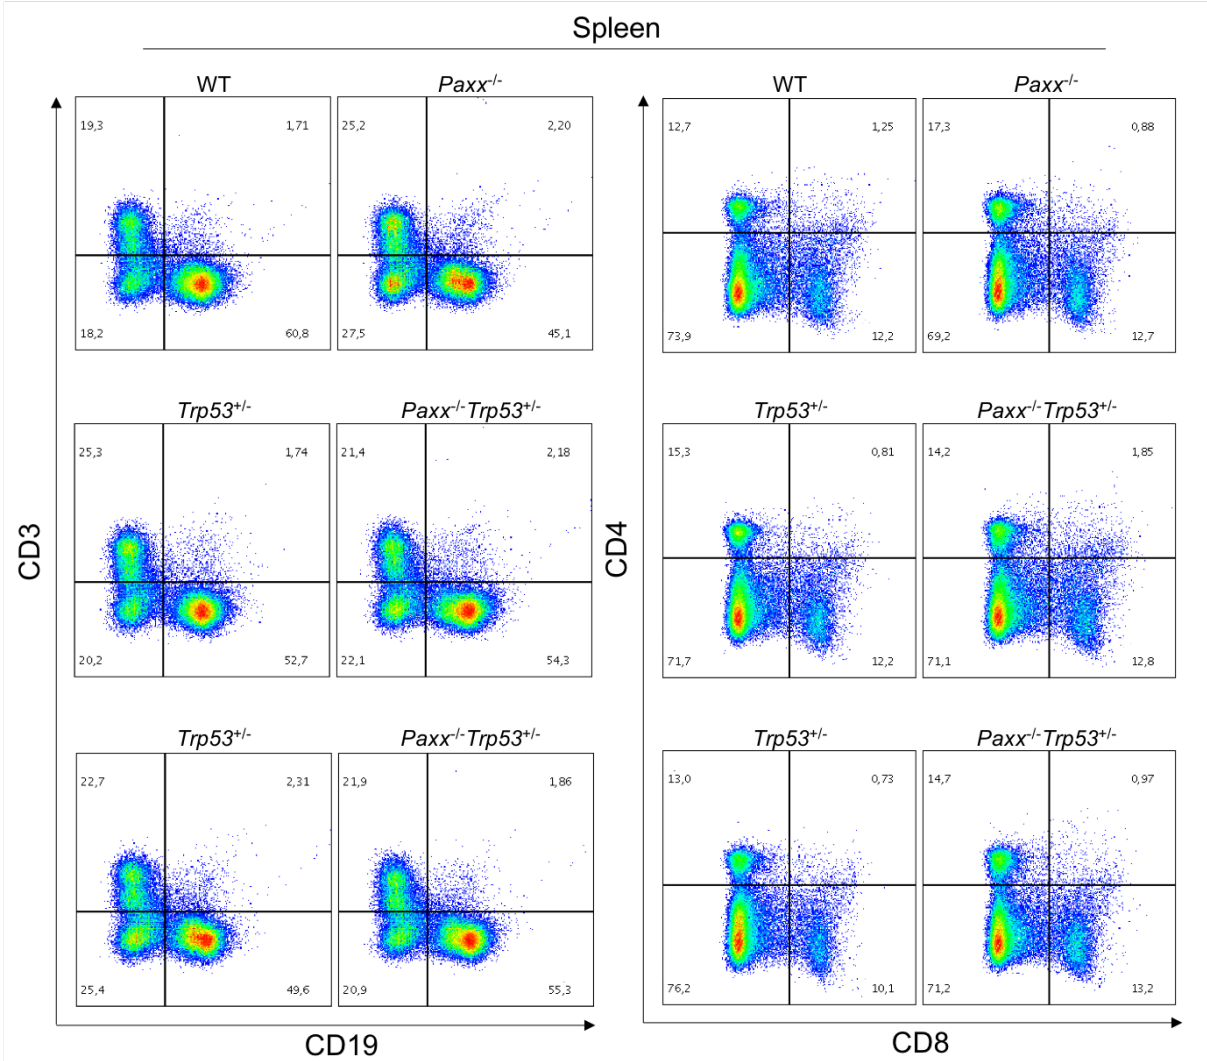 Spleen
WT
Paxx-/-
WT
Paxx-/-
19,3
1,71
25,2
2,20
12,7
1,25
17,3
0,88
18,2
60,8
27,5
45,1
73,9
12,2
69,2
12,7
Trp53+/-
Paxx-/-Trp53+/-
Trp53+/-
Paxx-/-Trp53+/-
25,3
1,74
21,4
2,18
15,3
0,81
14,2
1,85
CD3
CD4
20,2
52,7
22,1
54,3
71,7
12,2
71,1
12,8
Trp53+/-
Paxx-/-Trp53+/-
Trp53+/-
Paxx-/-Trp53+/-
22,7
2,31
21,9
1,86
13,0
0,73
14,7
0,97
25,4
49,6
20,9
55,3
76,2
10,1
71,2
13,2
CD19
CD8